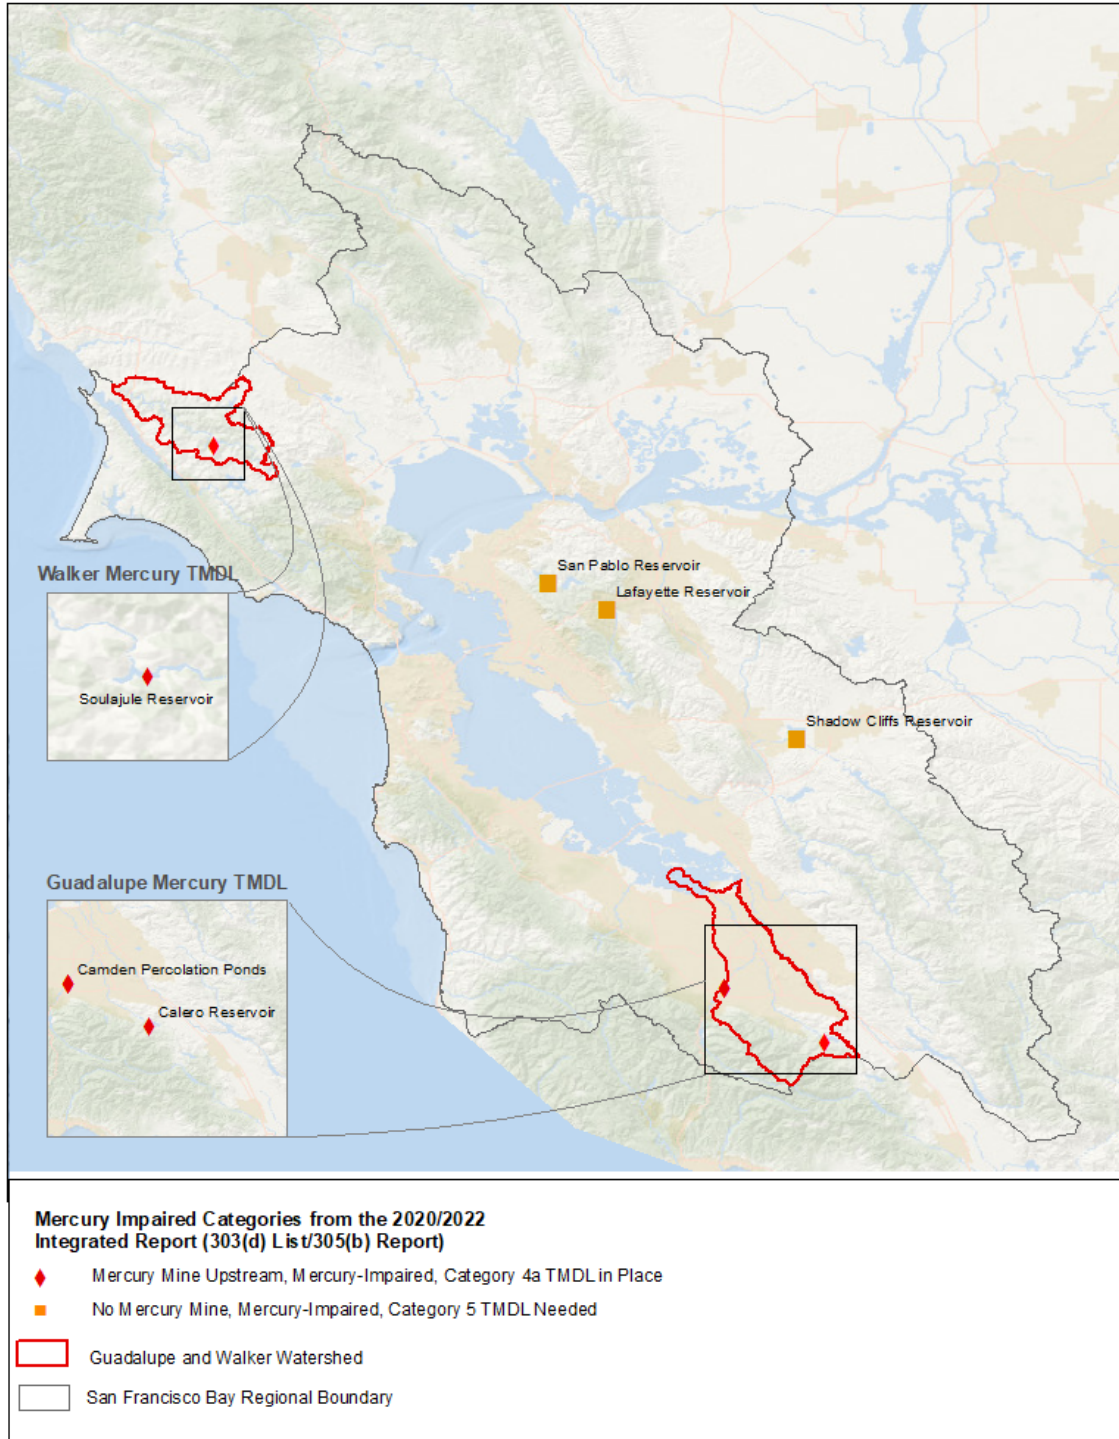 San Pablo Reservoir
Lafayette Reservoir
Walker Mercury TMDL
Soulajule Reservoir
Shadow Cliffs Reservoir
Guadalupe Mercury TMDL
Camden Percolation Ponds
Calero Reservoir
Mercury Impaired Categories from the 2020/2022
Integrated Report (303(d) List/305(b) Report)
Mercury Mine Upstream, Mercury-Impaired, Category 4a TMDL in Place
No Mercury Mine, Mercury-Impaired, Category 5 TMDL Needed
Guadalupe and Walker Watershed
San Francisco Bay Regional Boundary